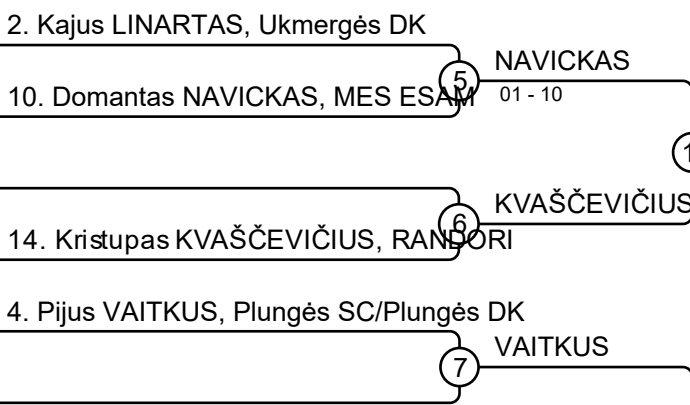 2. Kajus LINARTAS, Ukmergės DK
NAVICKAS
5
10. Domantas NAVICKAS, MES ESAM
01 - 10
1
KVAŠČEVIČIUS
6
14. Kristupas KVAŠČEVIČIUS, RANDORI
4. Pijus VAITKUS, Plungės SC/Plungės DK
VAITKUS
7